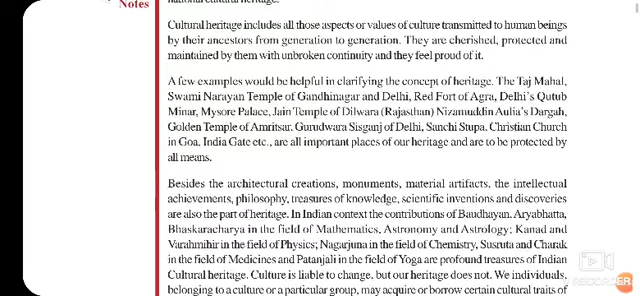 Notes
national cultural heritage.
Cultural heritage includes all those aspects or values of culture transmitted to human beings
by their ancestors from generation to generation. They are cherished, protected and
maintained by them with unbroken continuity and they feel proud of it.
A few examples would be helpful in clarifying the concept of heritage. The Taj Mahal,
Swami Narayan Temple of Gandhinagar and Delhi, Red Fort of Agra, Delhi's Qutub
Minar, Mysore Palace, Jain Temple of Dilwara (Rajasthan) Nizamuddin Aulia's Dargah,
Golden Temple of Amritsar, Gurudwara Sisganj of Delhi, Sanchi Stupa, Christian Church
in Goa, India Gate etc., are all important places of our heritage and are to be protected by
all means.
Besides the architectural creations, monuments, material artifacts, the intellectual
achievements, philosophy, treasures of knowledge, scientific inventions and discoveries
are also the part of heritage. In Indian context the contributions of Baudhayan, Aryabhatta,
Bhaskaracharya in the field of Mathematics, Astronomy and Astrology; Kanad and
Varahmihir in the field of Physics; Nagarjuna in the field of Chemistry, Susruta and Charak
in the field of Medicines and Patanjali in the field of Yoga are profound treasures of Indian
Cultural heritage. Culture is liable to change, but our heritage does not. We individuals,
belonging to a culture or a particular group, may acquire or borrow certain cultural traits of
RECORDER